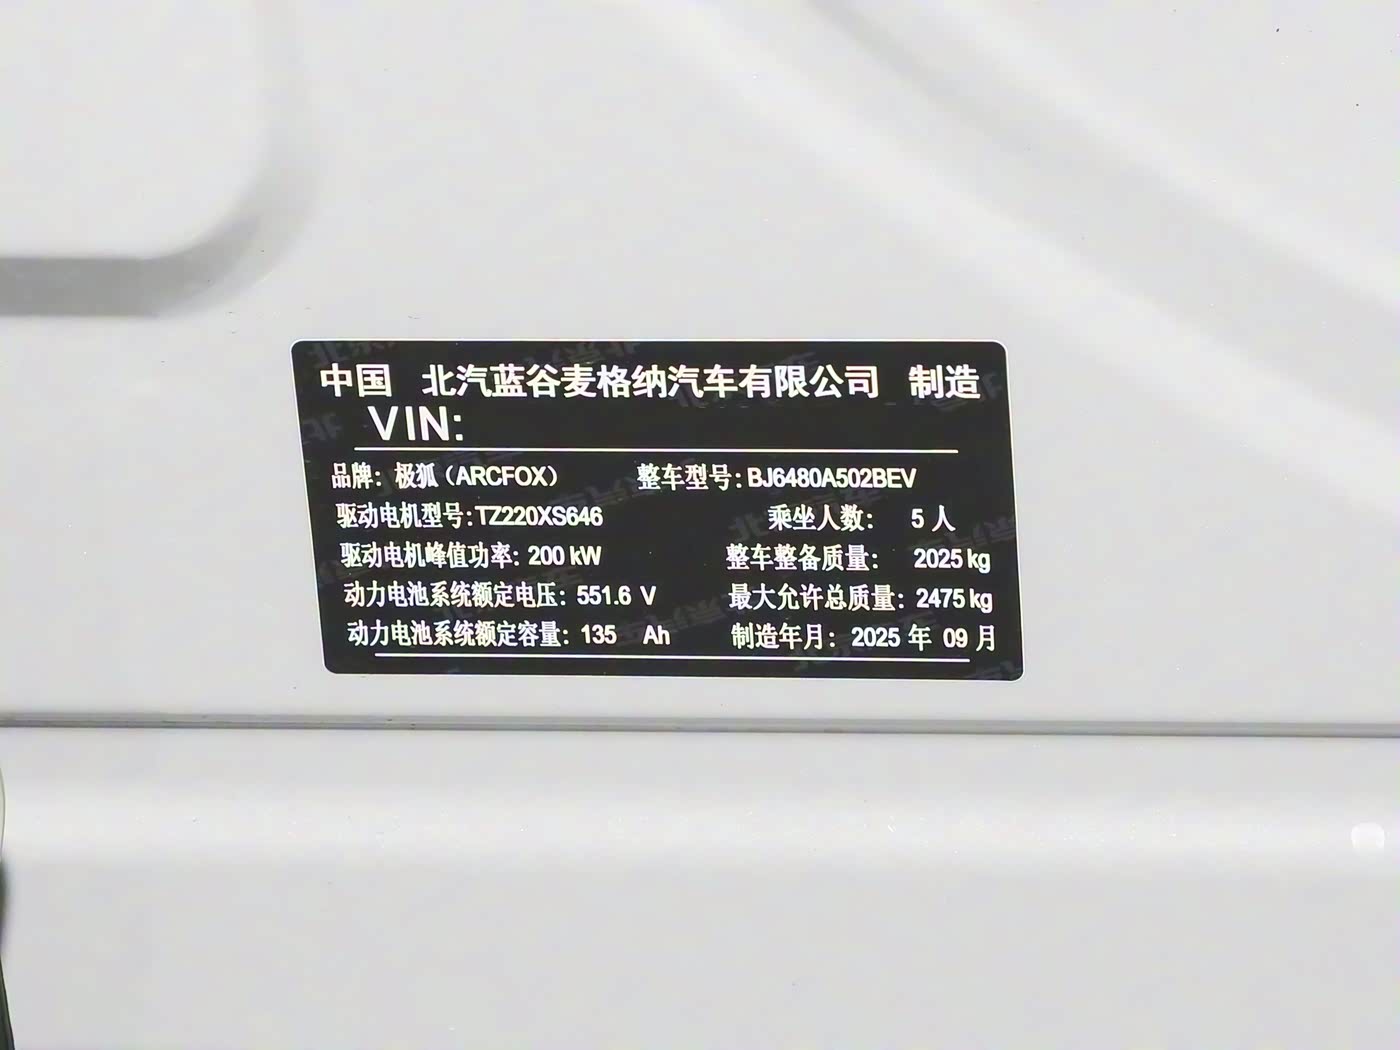 中国 北汽蓝谷麦格纳汽车有限公司 制造
VIN:
品牌: 极狐（ARCFOX） 整车型号: BJ6480A502BEV
驱动电机型号: TZ220XS646 乘坐人数: 5 人
驱动电机峰值功率: 200 kW 整车整备质量: 2025 kg
动力电池系统额定电压: 551.6 V 最大允许总质量: 2475 kg
动力电池系统额定容量: 135 Ah 制造年月: 2025 年 09 月